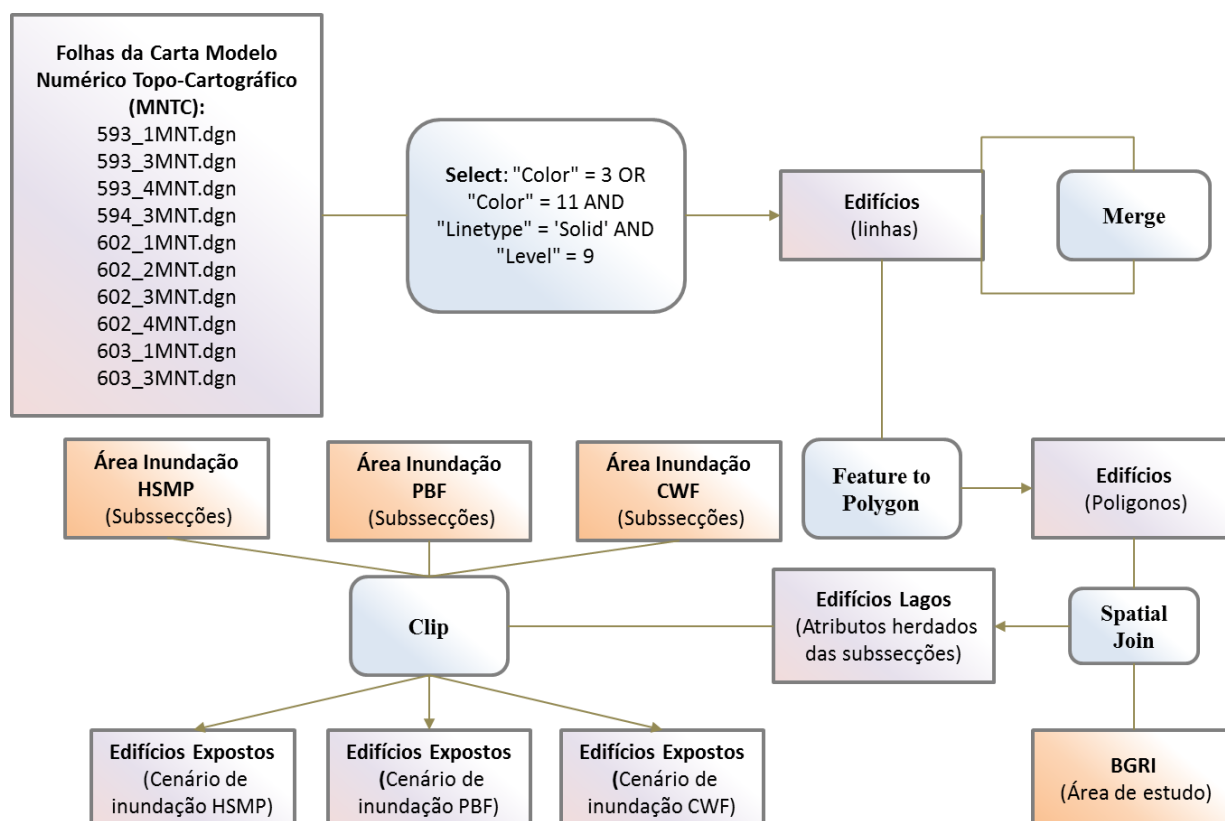 Folhas da Carta Modelo
Numérico Topo-Cartográfico
(MNTC):
593_1MNT.dgn
593_3MNT.dgn
593_4MNT.dgn
594_3MNT.dgn
602_1MNT.dgn
602_2MNT.dgn
602_3MNT.dgn
602_4MNT.dgn
603_1MNT.dgn
603_3MNT.dgn
Select: "Color" = 3 OR
"Color" = 11 AND
"Linetype" = 'Solid' AND
"Level" = 9
Edifícios
(linhas)
Merge
Área Inundação
HSMP
(Subssecções)
Área Inundação
PBF
(Subssecções)
Área Inundação
CWF
(Subssecções)
Feature to
Polygon
Edifícios
(Poligonos)
Clip
Edifícios Lagos
(Atributos herdados
das subssecções)
Spatial
Join
Edifícios Expostos
(Cenário de
inundação HSMP)
Edifícios Expostos
(Cenário de
inundação PBF)
Edifícios Expostos
(Cenário de
inundação CWF)
BGRI
(Área de estudo)